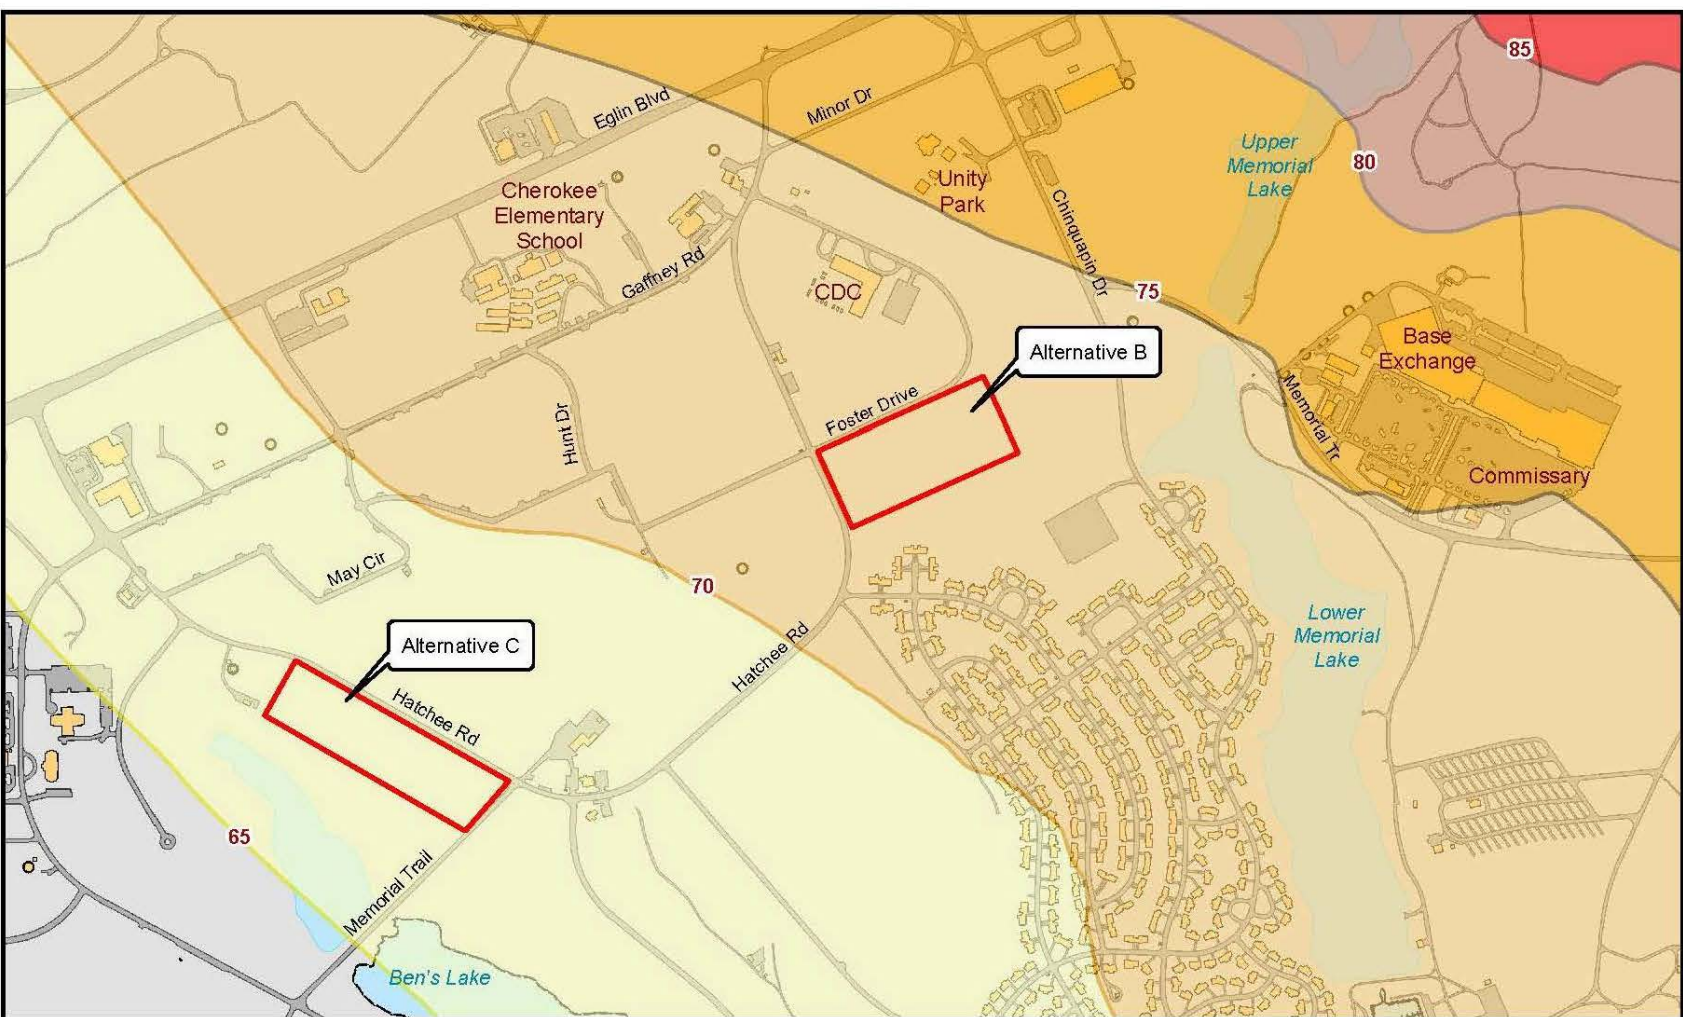 85
Eglin Blvd
Minor Dr
Upper
Memorial
Lake
80
Cherokee
Elementary
School
Unity
Park
Chinquapin Dr
Gaffney Rd
CDC
75
Base
Exchange
Alternative B
Foster Drive
Memorial Tr
Hunt Dr
Commissary
May Cir
70
Lower
Memorial
Lake
Alternative C
Hatchee Rd
Hatchee Rd
65
Memorial Trail
Ben's Lake